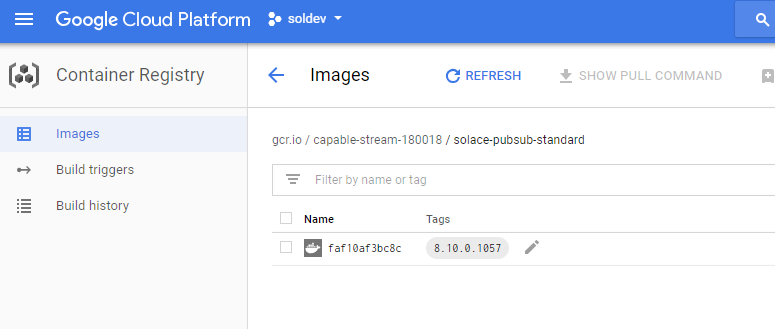 Google Cloud Platform soldev
Container Registry
Images REFRESH SHOW PULL COMMAND
Images
Build triggers
Build history
gcr.io / capable-stream-180018 / solace-pubsub-standard
Filter by name or tag
Name Tags
faf10af3bc8c 8.10.0.1057